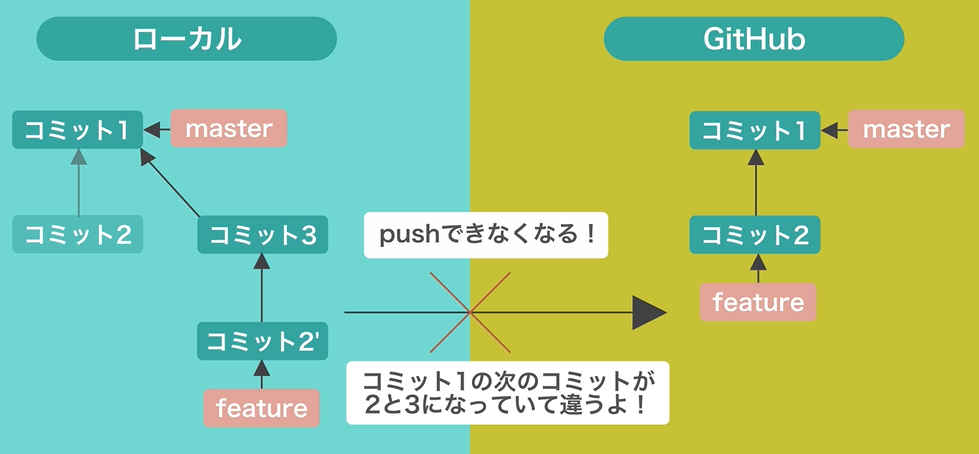 ローカル
GitHub
コミット1
master
コミット2
コミット3
コミット2'
feature
pushできなくなる！
コミット1の次のコミットが
2と3になっていて違うよ！
コミット1
master
コミット2
feature